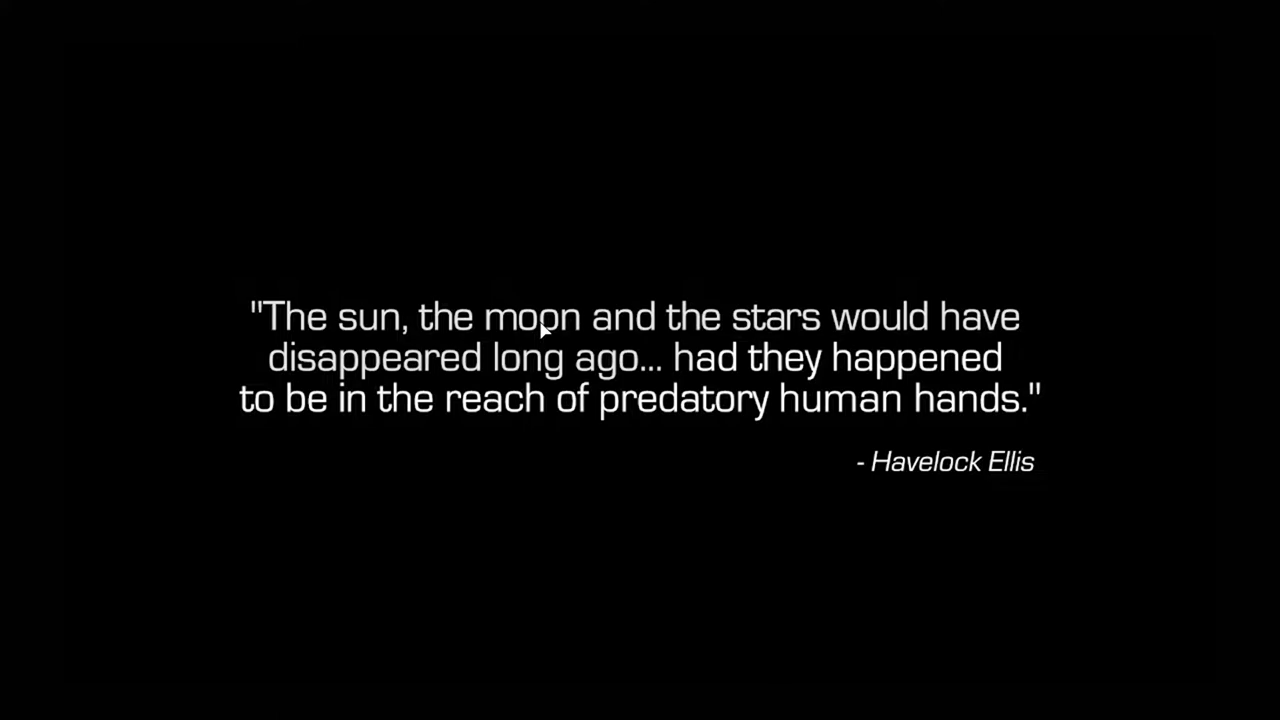 "The sun, the moon and the stars would have
disappeared long ago... had they happened
to be in the reach of predatory human hands."
- Havelock Ellis